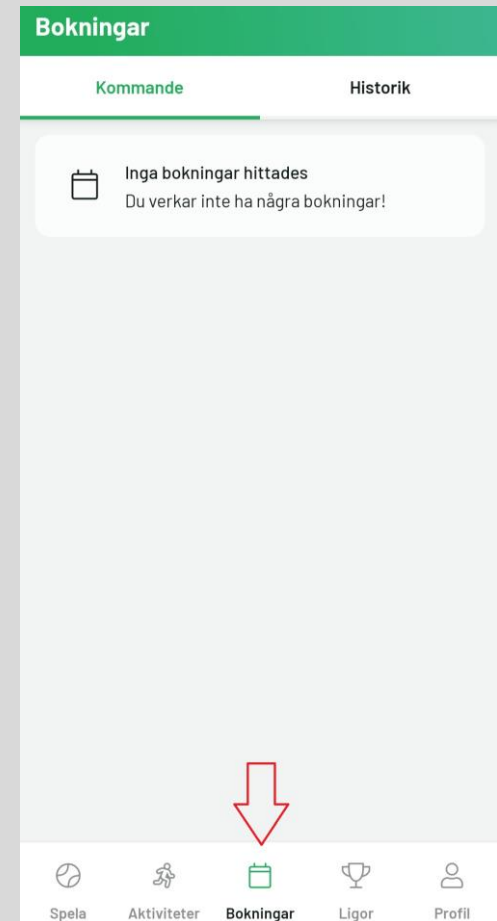 Bokningar
Kommande
Historik
Inga bokningar hittades
Du verkar inte ha några bokningar!
Spela
Aktiviteter
Bokningar
Ligor
Profil